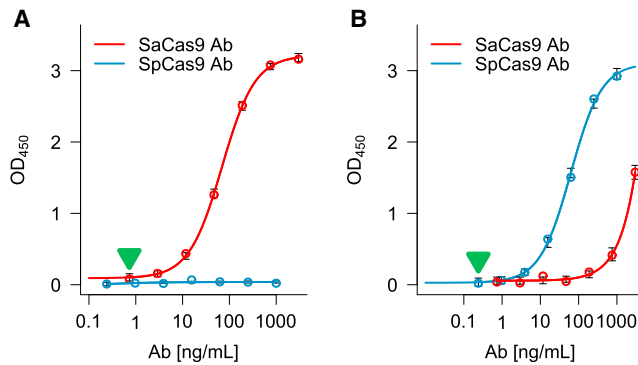 A
SaCas9 Ab
SpCas9 Ab
3
2
1
0
OD450
0.1 1 10 100 1000
Ab [ng/mL]
B
SaCas9 Ab
SpCas9 Ab
3
2
1
0
OD450
0.1 1 10 100 1000
Ab [ng/mL]